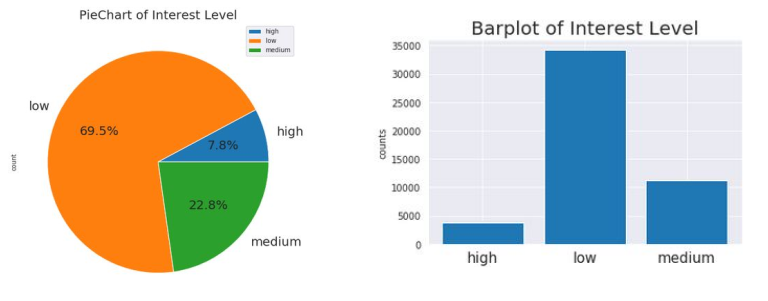 PieChart of Interest Level
high
low
medium
low
69.5%
high
7.8%
22.8%
medium
count
Barplot of Interest Level
35000
30000
25000
20000
15000
10000
5000
0
counts
high low medium